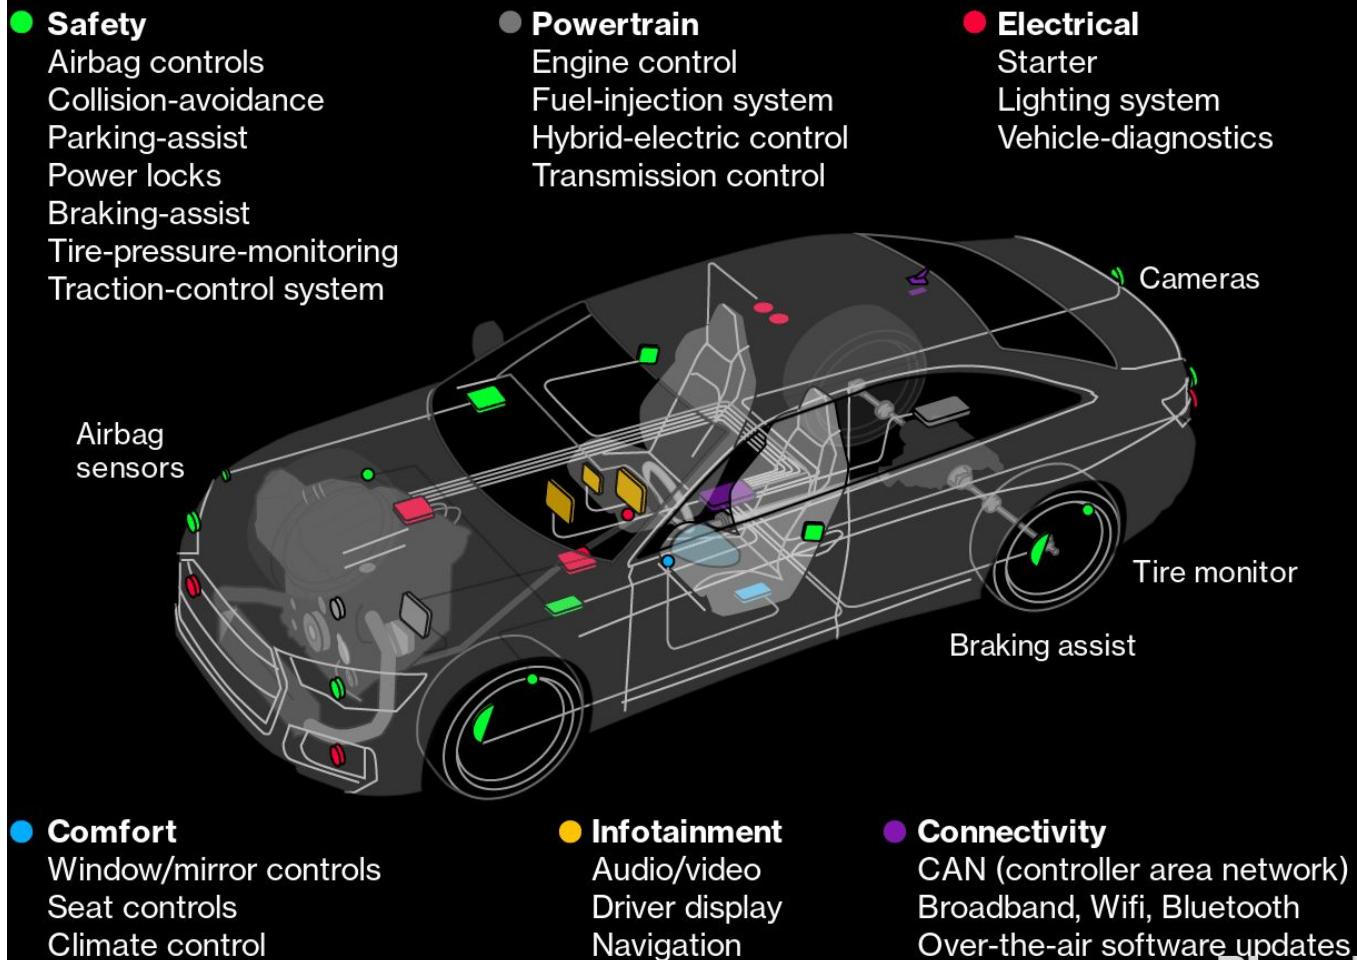 Safety
Airbag controls
Collision-avoidance
Parking-assist
Power locks
Braking-assist
Tire-pressure-monitoring
Traction-control system
Powertrain
Engine control
Fuel-injection system
Hybrid-electric control
Transmission control
Electrical
Starter
Lighting system
Vehicle-diagnostics
Cameras
Airbag
sensors
Tire monitor
Braking assist
Comfort
Window/mirror controls
Seat controls
Climate control
Infotainment
Audio/video
Driver display
Navigation
Connectivity
CAN (controller area network)
Broadband, Wifi, Bluetooth
Over-the-air software updates